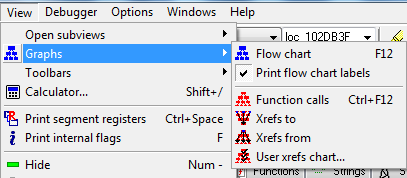 View Debugger Options Windows Help
Open subviews
loc_102DB3F
Graphs
Flow chart F12
Toolbars
Print flow chart labels
Calculator... Shift+/
Function calls Ctrl+F12
Print segment registers Ctrl+Space
Xrefs to
Print internal flags F
Xrefs from
User xrefs chart...
Hide Num -
Functions Strings